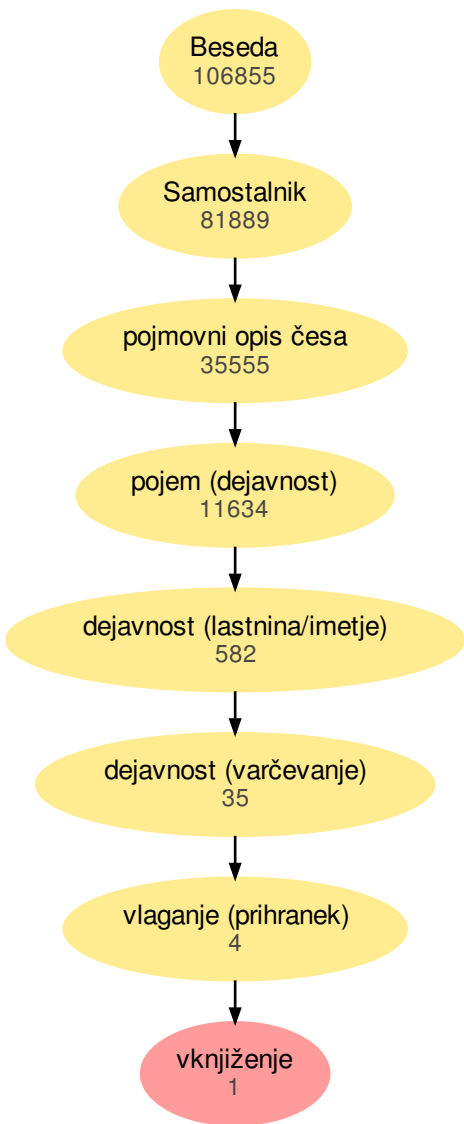 Beseda
106855
Samostalnik
81889
pojmovni opis česa
35555
pojem (dejavnost)
11634
dejavnost (lastnina/imetje)
582
dejavnost (varčevanje)
35
vlaganje (prihranek)
4
vknjiženje
1